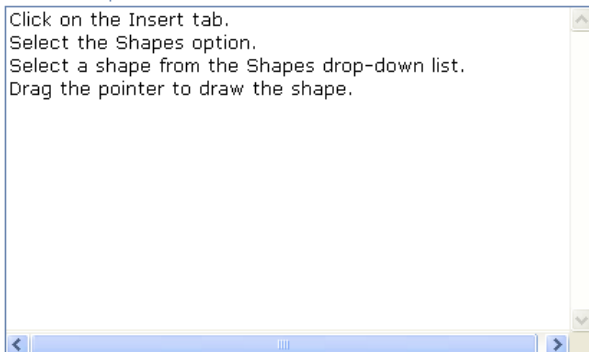 Click on the Insert tab.
Select the Shapes option.
Select a shape from the Shapes drop-down list.
Drag the pointer to draw the shape.